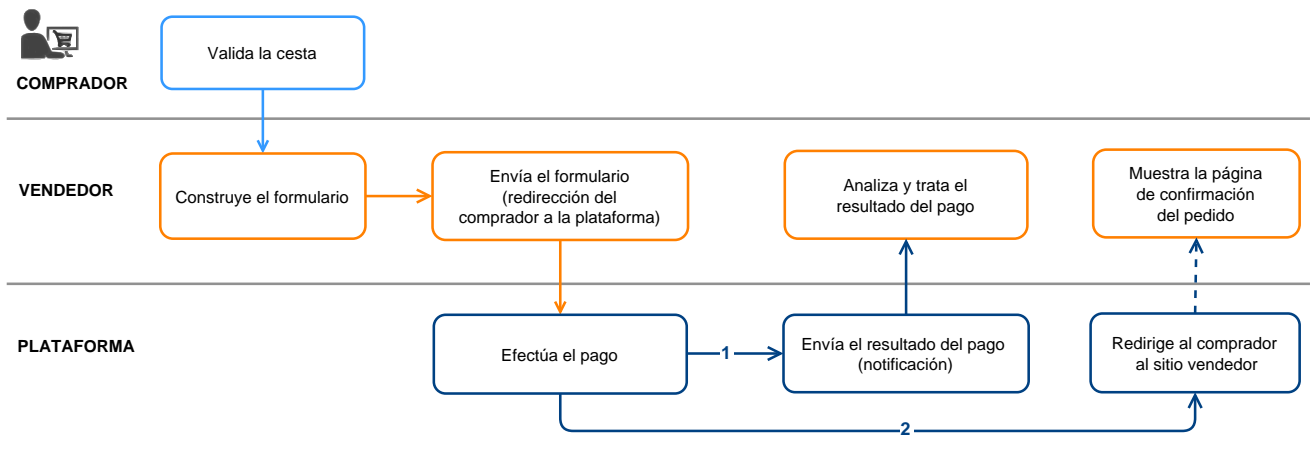 COMPRADOR
Valida la cesta
VENDEDOR
Construye el formulario
Envía el formulario
(redirección del
comprador a la plataforma)
Analiza y trata el
resultado del pago
Muestra la página
de confirmación
del pedido
PLATAFORMA
Efectúa el pago
1
Envía el resultado del pago
(notificación)
Redirige al comprador
al sitio vendedor
2